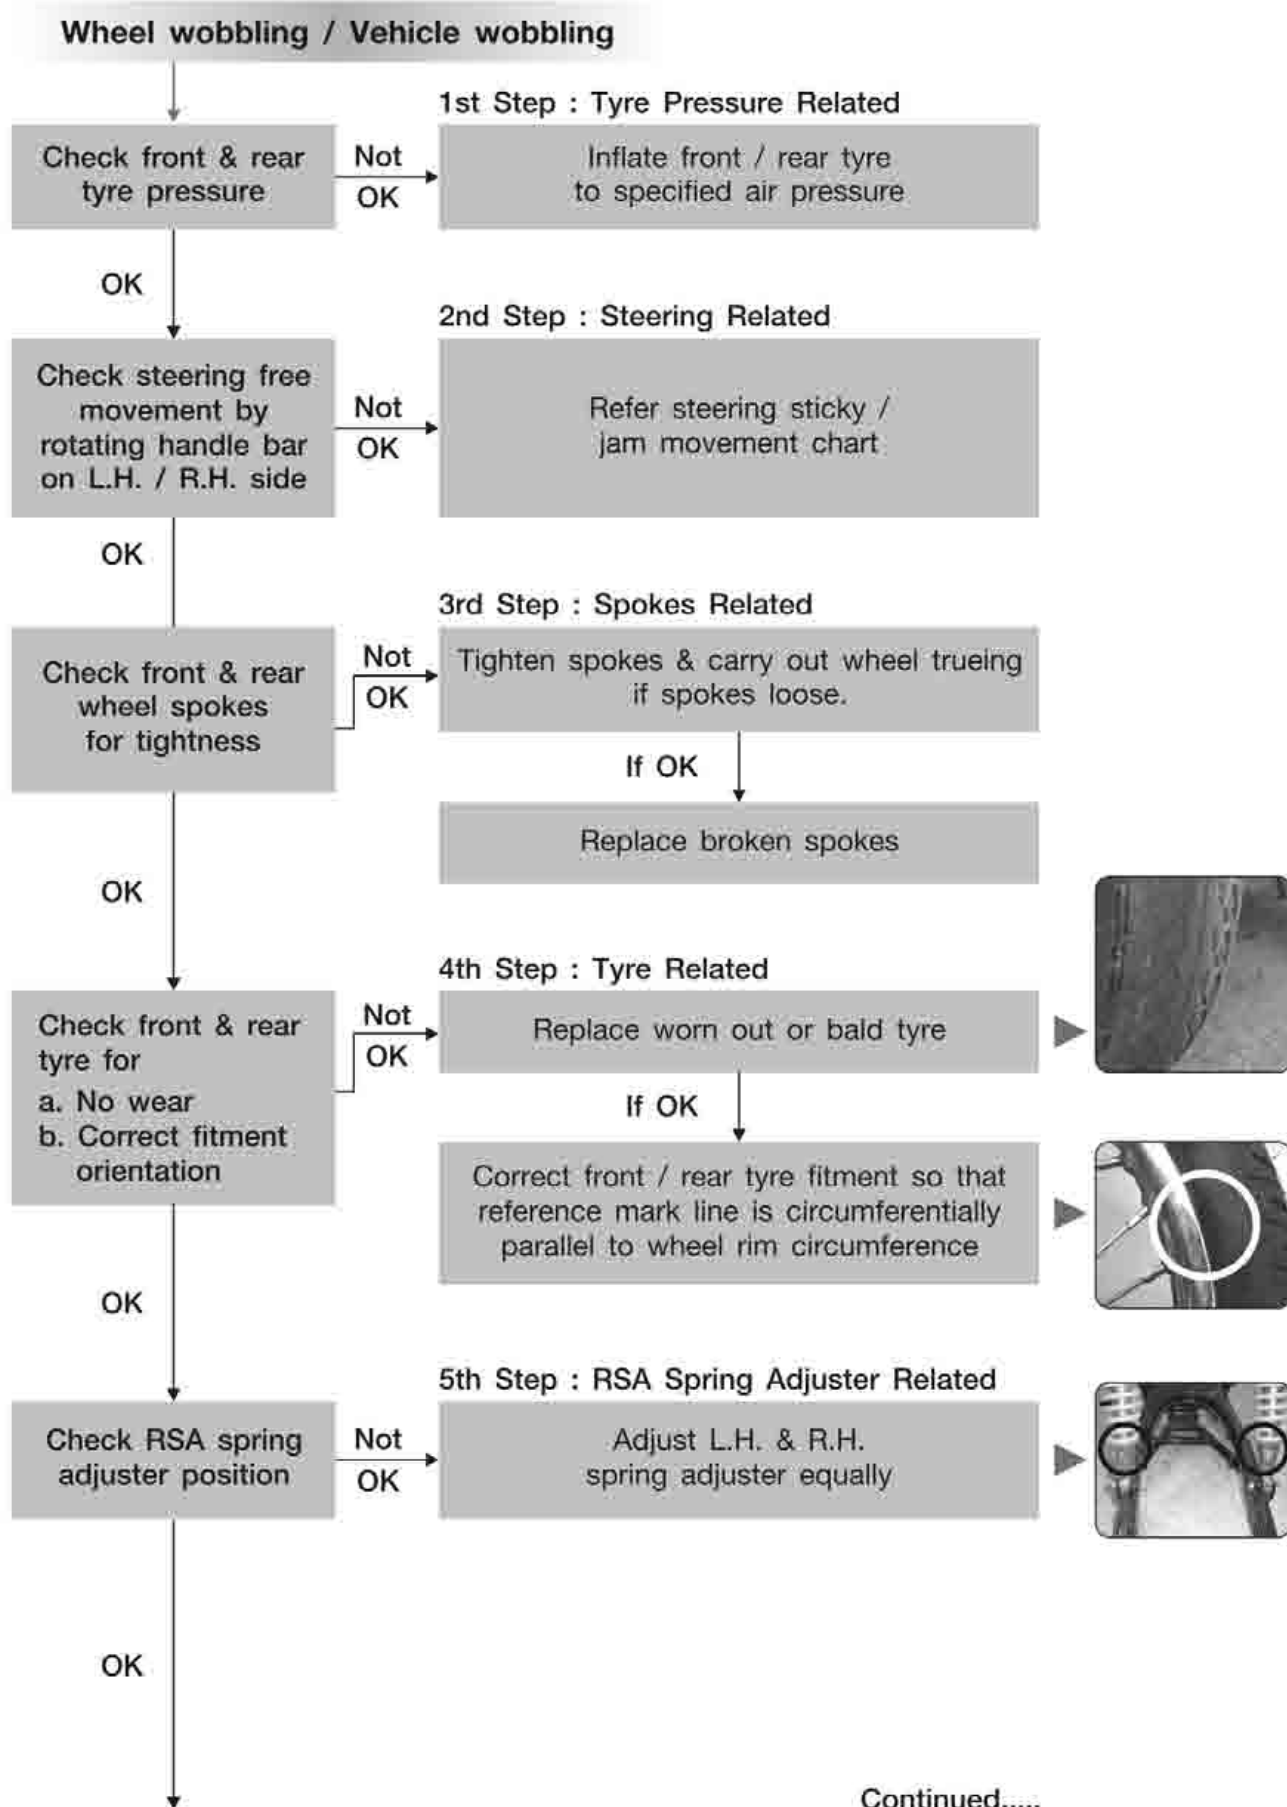 Wheel wobbling / Vehicle wobbling
1st Step : Tyre Pressure Related
Check front & rear
tyre pressure
Not
OK
Inflate front / rear tyre
to specified air pressure
OK
2nd Step : Steering Related
Check steering free
movement by
rotating handle bar
on L.H. / R.H. side
Not
OK
Refer steering sticky /
jam movement chart
OK
3rd Step : Spokes Related
Check front & rear
wheel spokes
for tightness
Not
OK
Tighten spokes & carry out wheel trueing
if spokes loose.
If OK
Replace broken spokes
OK
4th Step : Tyre Related
Check front & rear
tyre for
a. No wear
b. Correct fitment
orientation
Not
OK
Replace worn out or bald tyre
If OK
Correct front / rear tyre fitment so that
reference mark line is circumferentially
parallel to wheel rim circumference
OK
5th Step : RSA Spring Adjuster Related
Check RSA spring
adjuster position
Not
OK
Adjust L.H. & R.H.
spring adjuster equally
OK
Continued.....